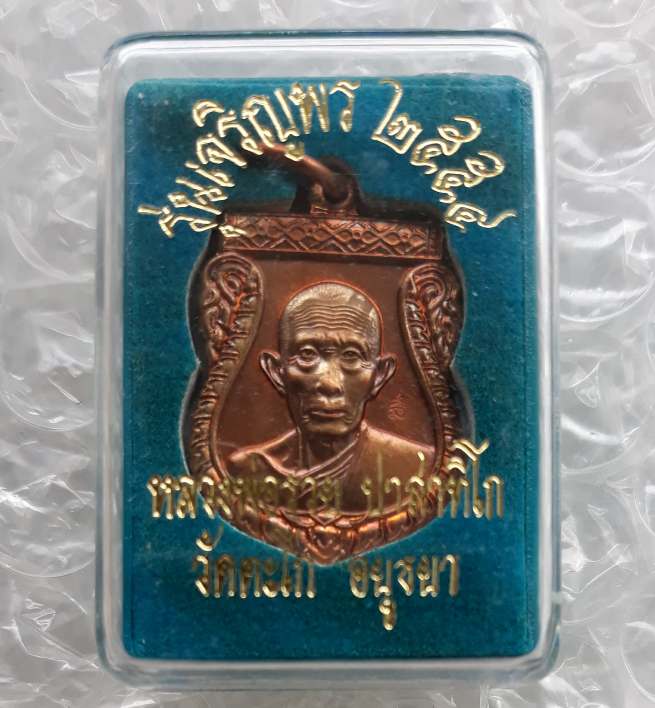 รุ่นเจริญพร ๒๕๕๔
หลวงพ่อรวย ปาสาทิโก
วัดตะโก อยุธยา